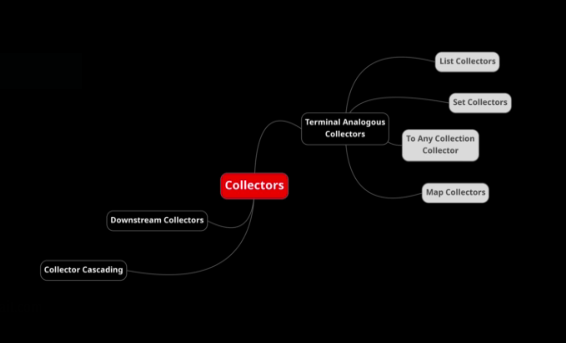 List Collectors
Set Collectors
Terminal Analogous
Collectors
To Any Collection
Collector
Collectors
Map Collectors
Downstream Collectors
Collector Cascading